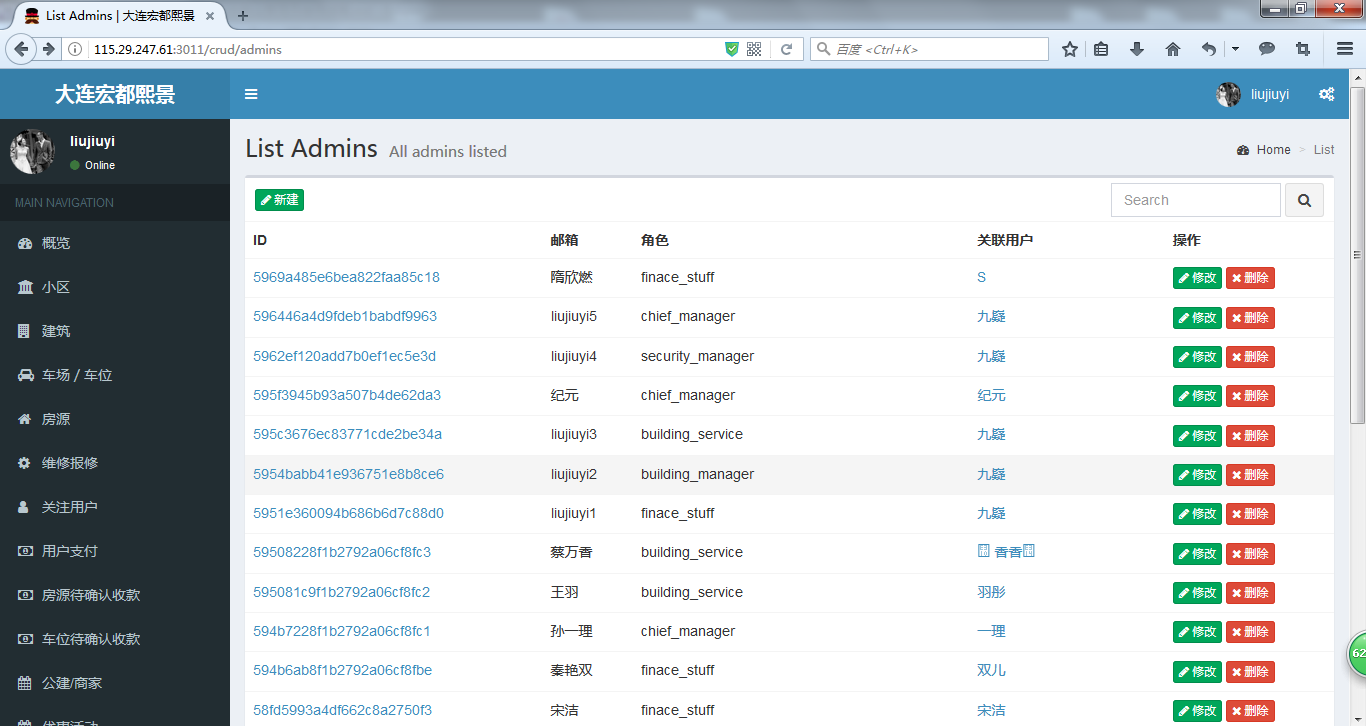 List Admins | 大连宏都熙景
115.29.247.61:3011/crud/admins
百度 <Ctrl+K>
大连宏都熙景
liujiuyi
liujiuyi
Online
MAIN NAVIGATION
概览
小区
建筑
车场 / 车位
房源
维修报修
关注用户
用户支付
房源待确认收款
车位待确认收款
公建/商家
优惠活动
List Admins All admins listed
Home > List
新建
Search
ID 邮箱 角色 关联用户 操作
5969a485e6bea822faa85c18 隋欣燃 finace_stuff S 修改 删除
596446a4d9fdeb1babdf9963 liujiuyi5 chief_manager 九嶷 修改 删除
5962ef120add7b0ef1ec5e3d liujiuyi4 security_manager 九嶷 修改 删除
595f3945b93a507b4de62da3 纪元 chief_manager 纪元 修改 删除
595c3676ec83771cde2be34a liujiuyi3 building_service 九嶷 修改 删除
5954babb41e936751e8b8ce6 liujiuyi2 building_manager 九嶷 修改 删除
5951e360094b686b6d7c88d0 liujiuyi1 finace_stuff 九嶷 修改 删除
59508228f1b2792a06cf8fc3 蔡万香 building_service 香香 修改 删除
595081c9f1b2792a06cf8fc2 王羽 building_service 羽彤 修改 删除
594b7228f1b2792a06cf8fc1 孙一理 chief_manager 一理 修改 删除
594b6ab8f1b2792a06cf8fbe 秦艳双 finace_stuff 双儿 修改 删除
58fd5993a4df662c8a2750f3 宋洁 finace_stuff 宋洁 修改 删除
62